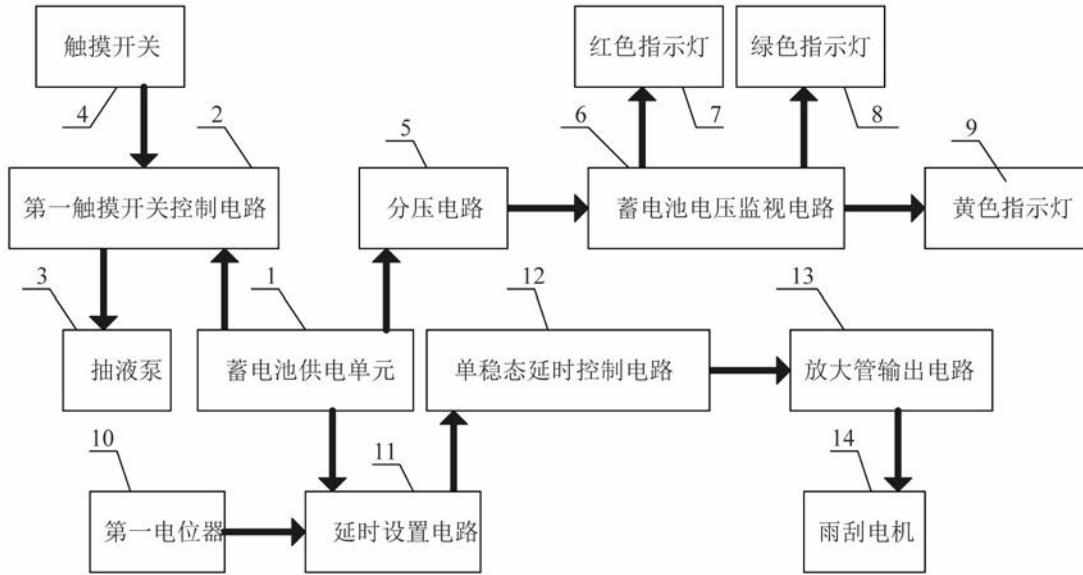 触摸开关
红色指示灯
绿色指示灯
4
2
5
6
7
8
9
第一触摸开关控制电路
分压电路
蓄电池电压监视电路
黄色指示灯
3
1
12
13
抽液泵
蓄电池供电单元
单稳态延时控制电路
放大管输出电路
10
11
14
第一电位器
延时设置电路
雨刮电机